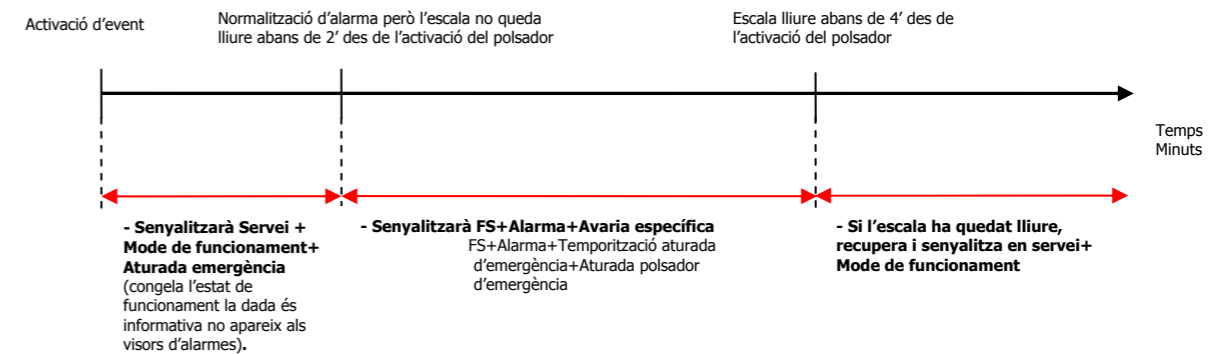 Activació d'event
Normalització d'alarma però l'escala no queda
lliure abans de 2' des de l'activació del polsador
Escala lliure abans de 4' des de
l'activació del polsador
Temps
Minuts
- Senyalitzarà Servei +
Mode de funcionament+
Aturada emergència
(congela l'estat de
funcionament la dada és
informativa no apareix als
visors d'alarmes).
- Senyalitzarà FS+Alarma+Avaria específica
FS+Alarma+Temporització aturada
d'emergència+Aturada polsador
d'emergència
- Si l'escala ha quedat lliure,
recupera i senyalitza en servei+
Mode de funcionament